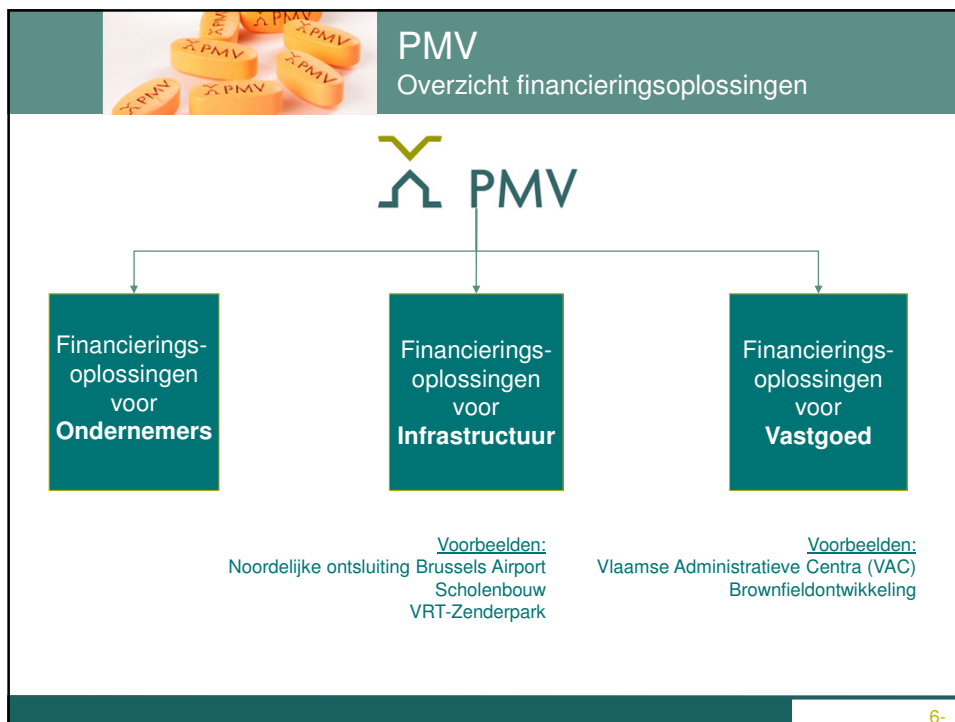 PMV
PMV
PMV
PMV
PMV
PMV
PMV
PMV
Overzicht financieringsoplossingen
PMV
Financierings-
oplossingen
voor
Ondernemers
Financierings-
oplossingen
voor
Infrastructuur
Financierings-
oplossingen
voor
Vastgoed
Voorbeelden:
Noordelijke ontsluiting Brussels Airport
Scholenbouw
VRT-Zenderpark
Voorbeelden:
Vlaamse Administratieve Centra (VAC)
Brownfieldontwikkeling
6-